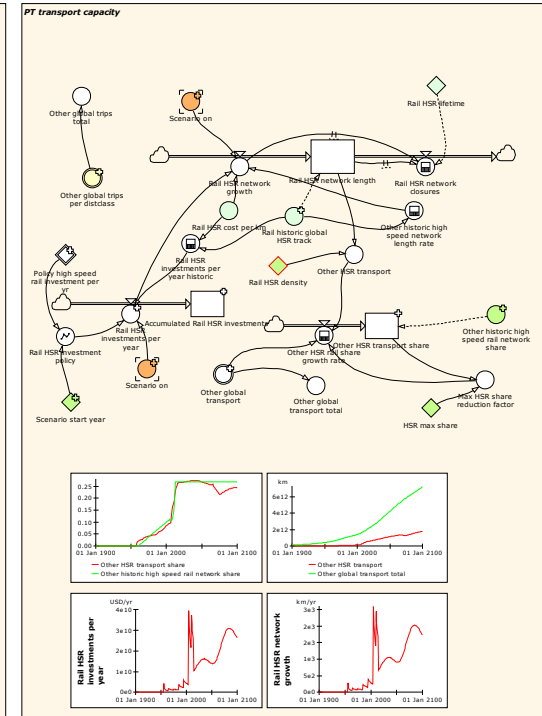 PT transport capacity
Other global trips
total
Scenario on
Rail HSR lifetime
Other global trips
per distclass
Rail HSR network
growth
Rail HSR network length
Rail HSR network
closures
Rail HSR cost per km
Rail historic global
HSR track
Other historic high
speed network
length rate
Policy high speed
rail investment per
yr
Rail HSR
investments per
year historic
Rail HSR density
Other HSR transport
Rail HSR investment
policy
Rail HSR
investments per
year
Accumulated Rail HSR investments
Other HSR rail share
growth rate
Other HSR transport share
Other historic high
speed rail network
share
Scenario start year
Scenario on
Other global
transport
Other global
transport total
HSR max share
Max HSR share
reduction factor
0.25
0.20
0.15
0.10
0.05
0.00
01 Jan 1900
01 Jan 2000
01 Jan 2100
Other HSR transport share
Other historic high speed rail network share
km
6e12
4e12
2e12
0
01 Jan 1900
01 Jan 2000
01 Jan 2100
Other HSR transport
Other global transport total
USD/yr
Rail HSR
investments per
year
4e10
3e10
2e10
1e10
0e0
01 Jan 1900
01 Jan 2000
01 Jan 2100
km/yr
Rail HSR network
growth
3e3
2e3
2e3
1e3
5e2
0e0
01 Jan 1900
01 Jan 2000
01 Jan 2100